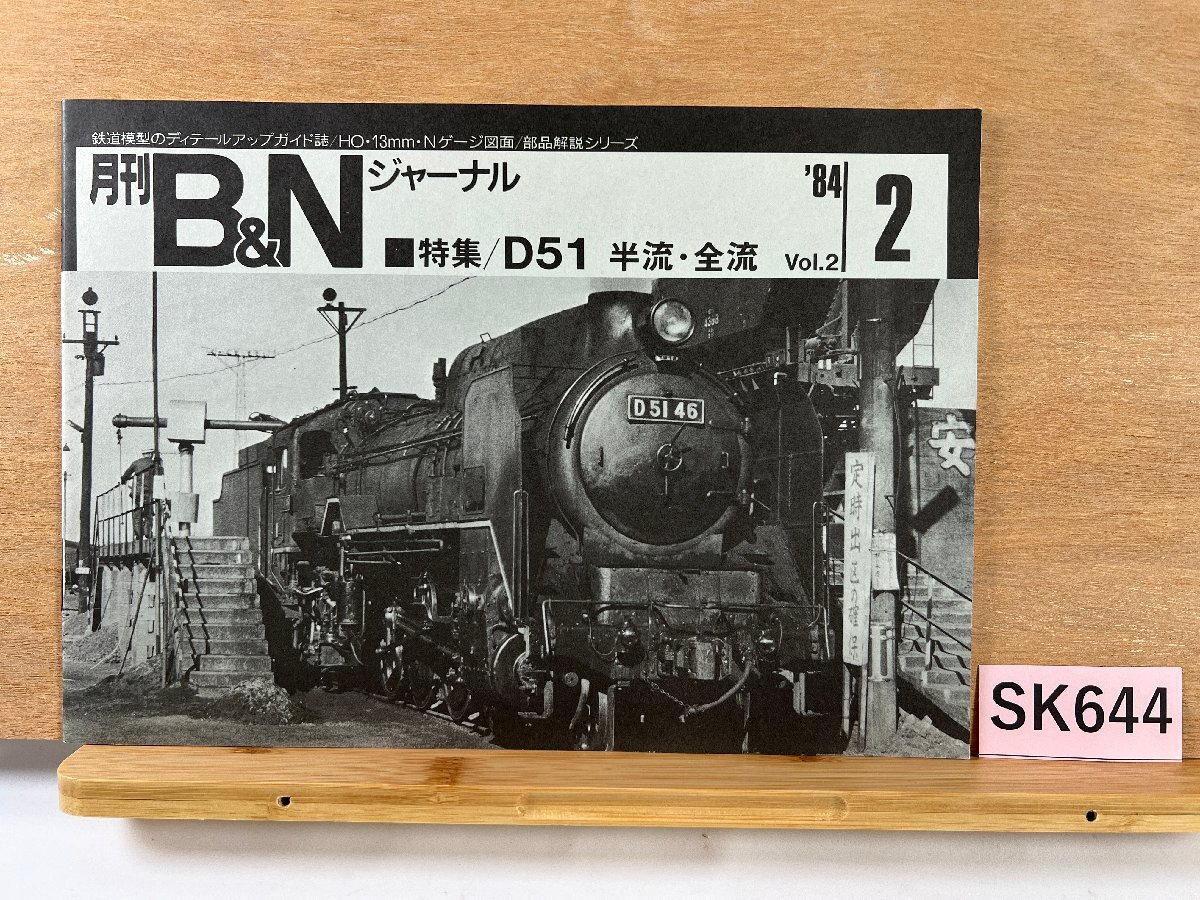 鉄道模型のディテールアップガイド誌/HO・13mm・Nゲージ図面/部品解説シリーズ
月刊 B&N ジャーナル '84 2
■特集/D51 半流・全流 Vol.2
D51 46
安
定時出区の確保
SK644